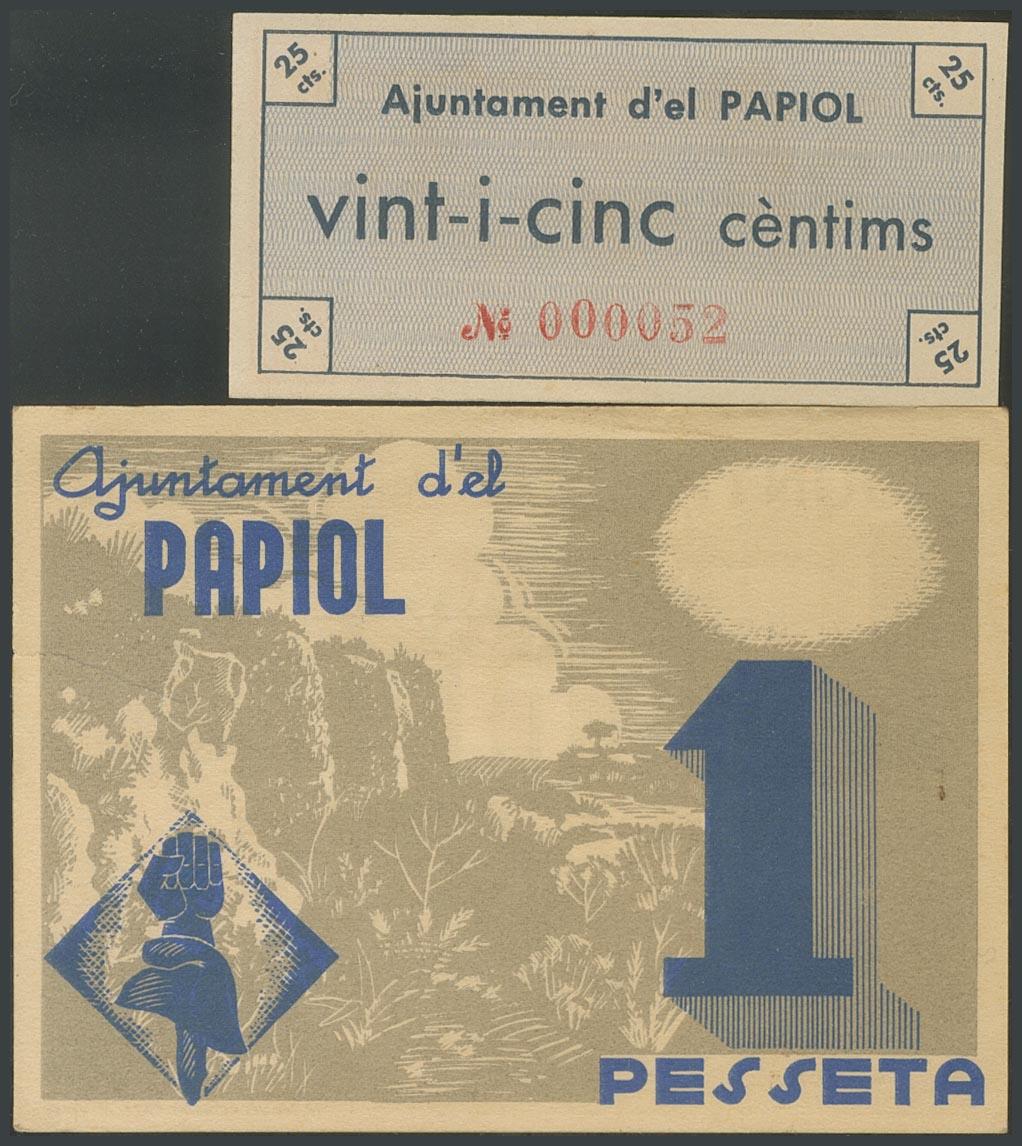 25 cts.
25 cts.
Ajuntament d'el PAPIOL
vint-i-cinc cèntims
Nº 000052
25 cts.
25 cts.
Ajuntament d'el
PAPIOL
1
PESSETA